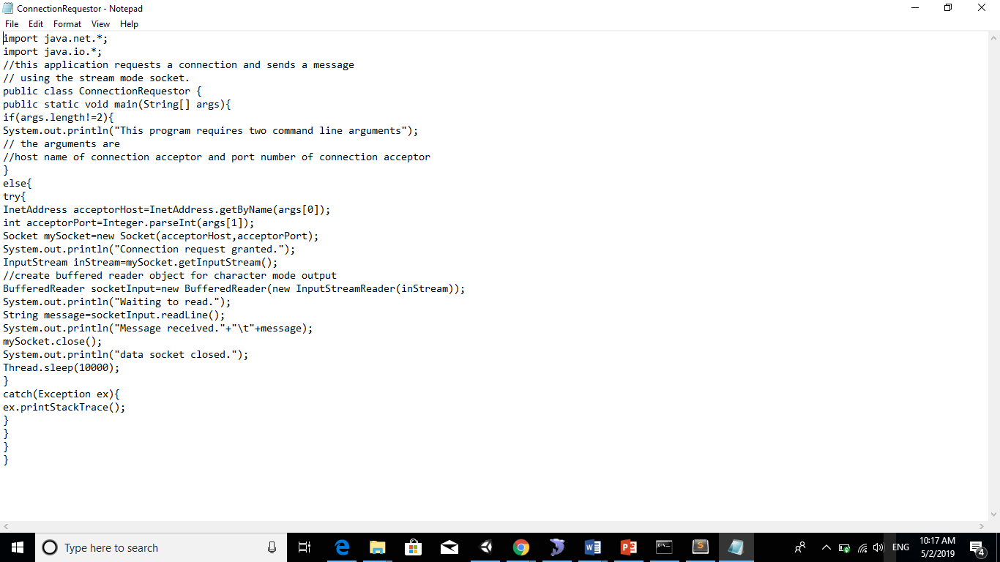 ConnectionRequestor - Notepad
File Edit Format View Help
import java.net.*;
import java.io.*;
//this application requests a connection and sends a message
// using the stream mode socket.
public class ConnectionRequestor {
public static void main(String[] args){
if(args.length!=2){
System.out.println("This program requires two command line arguments");
// the arguments are
//host name of connection acceptor and port number of connection acceptor
}
else{
try{
InetAddress acceptorHost=InetAddress.getByName(args[0]);
int acceptorPort=Integer.parseInt(args[1]);
Socket mySocket=new Socket(acceptorHost,acceptorPort);
System.out.println("Connection request granted.");
InputStream inStream=mySocket.getInputStream();
//create buffered reader object for character mode output
BufferedReader socketInput=new BufferedReader(new InputStreamReader(inStream));
System.out.println("Waiting to read.");
String message=socketInput.readLine();
System.out.println("Message received."+"\t"+message);
mySocket.close();
System.out.println("data socket closed.");
Thread.sleep(10000);
}
catch(Exception ex){
ex.printStackTrace();
}
}
}
}
Type here to search
ENG
10:17 AM
5/2/2019
4